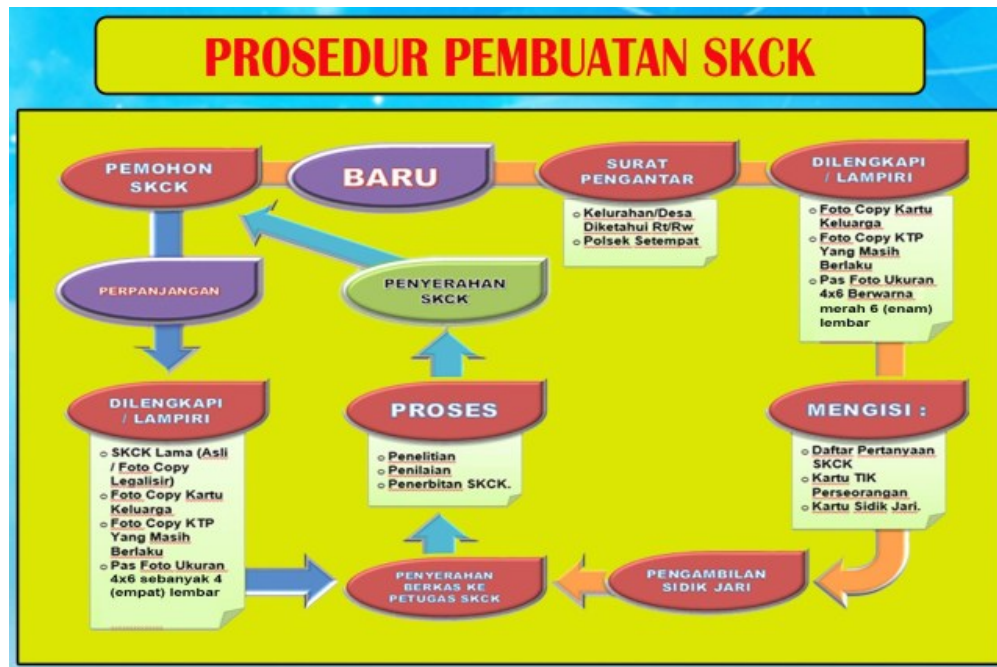 PROSEDUR PEMBUATAN SKCK
PEMOHON
SKCK
BARU
SURAT
PENGANTAR
o Kelurahan/Desa
Diketahui Rt/Rw
o Polsek Setempat
DILENGKAPI
/ LAMPIRI
o Foto Copy Kartu
Keluarga
o Foto Copy KTP
Yang Masih
Berlaku
o Pas Foto Ukuran
4x6 Berwarna
merah 6 (enam)
lembar
PERPANJANGAN
PENYERAHAN
SKCK
DILENGKAPI
/ LAMPIRI
o SKCK Lama (Asli
/ Foto Copy
Legalisir)
o Foto Copy Kartu
Keluarga
o Foto Copy KTP
Yang Masih
Berlaku
o Pas Foto Ukuran
4x6 sebanyak 4
(empat) lembar
PROSES
o Penelitian
o Penilaian
o Penerbitan SKCK.
MENGISI :
o Daftar Pertanyaan
SKCK
o Kartu TIK
Perseorangan
o Kartu Sidik Jari.
PENYERAHAN
BERKAS KE
PETUGAS SKCK
PENGAMBILAN
SIDIK JARI